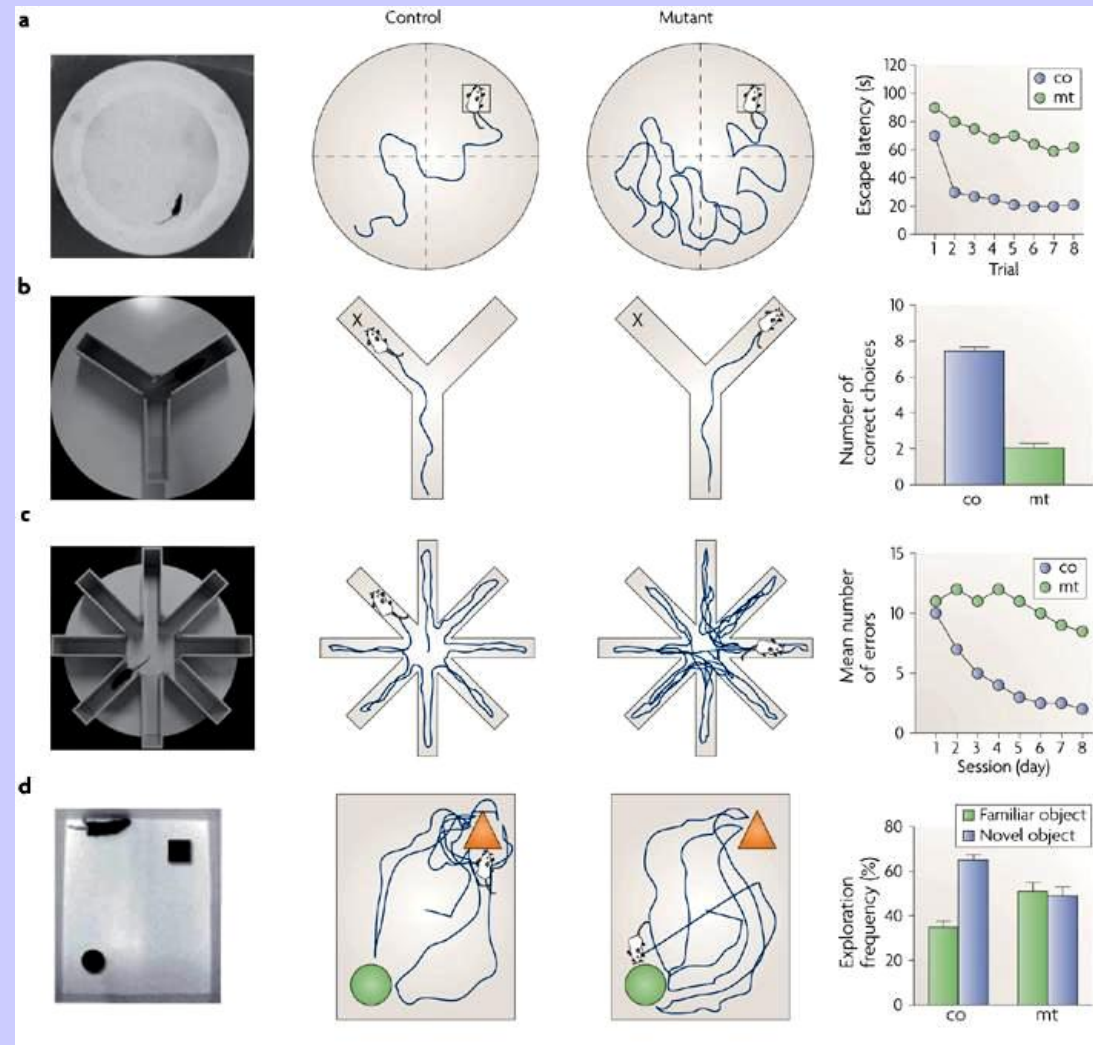 a
Control
Mutant
Escape latency (s)
120
100
80
60
40
20
0
co
mt
1 2 3 4 5 6 7 8
Trial
b
X
X
Number of
correct choices
10
8
6
4
2
0
co mt
c
Mean number
of errors
15
10
5
0
co
mt
1 2 3 4 5 6 7 8
Session (day)
d
Exploration
frequency (%)
Familiar object
Novel object
80
60
40
20
0
co mt